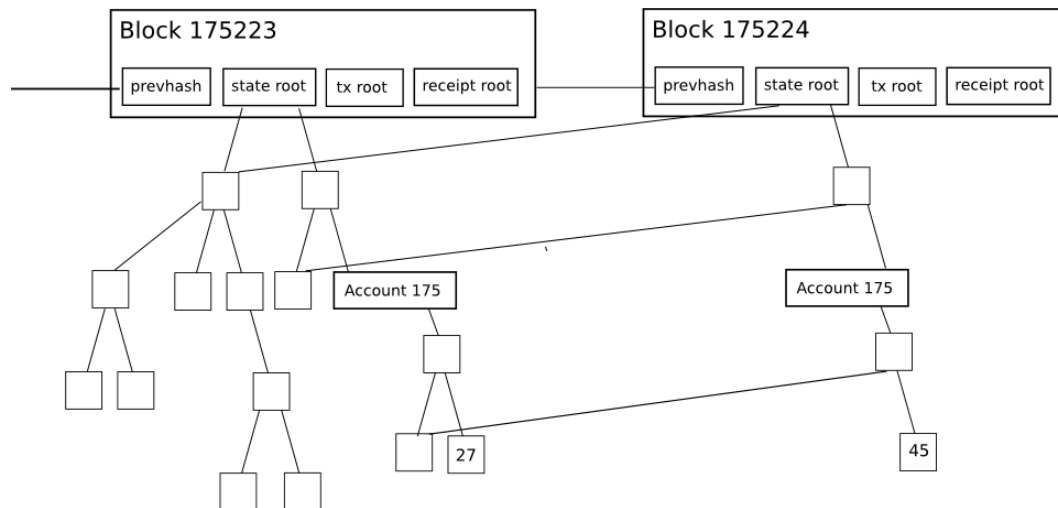 Block 175223
Block 175224
prevhash
state root
tx root
receipt root
prevhash
state root
tx root
receipt root
Account 175
Account 175
27
45